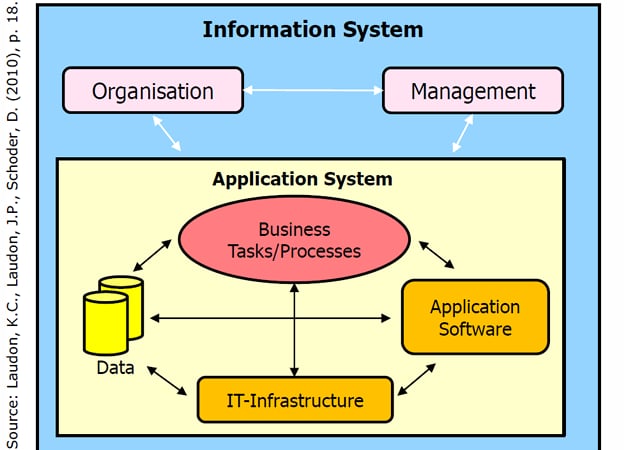 Information System
Organisation
Management
Application System
Business
Tasks/Processes
Application
Software
Data
IT-Infrastructure
Source: Laudon, K.C., Laudon, J.P., Schoder, D. (2010), p. 18.